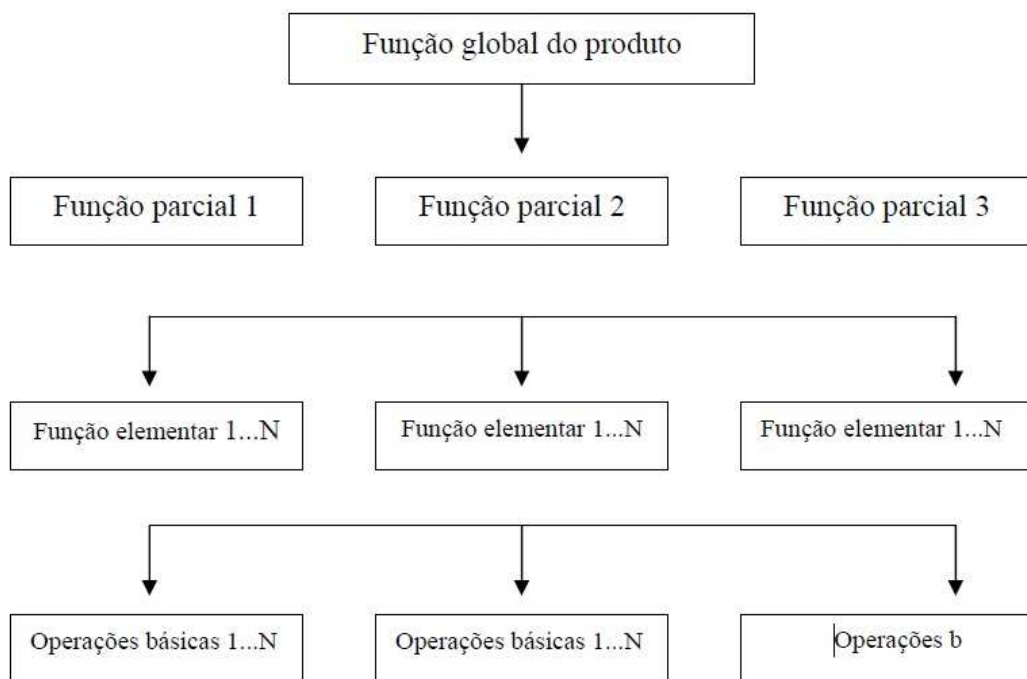 Função global do produto
Função parcial 1
Função parcial 2
Função parcial 3
Função elementar 1...N
Função elementar 1...N
Função elementar 1...N
Operações básicas 1...N
Operações básicas 1...N
Operações b